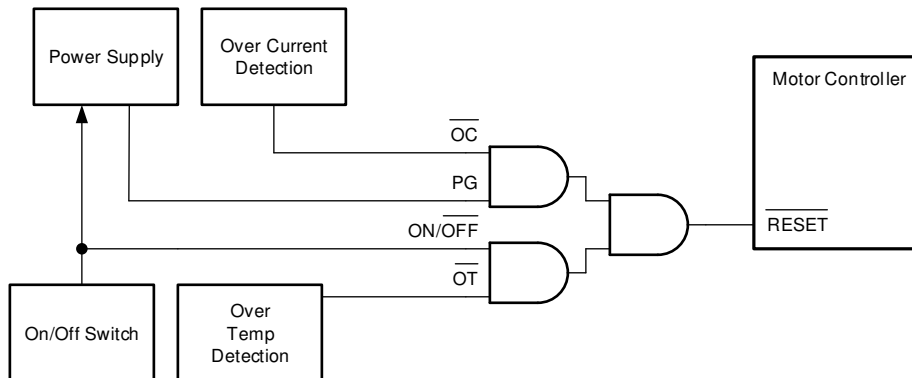 Power Supply
Over Current
Detection
Motor Controller
OC
PG
ON/OFF
OT
RESET
On/Off Switch
Over
Temp
Detection